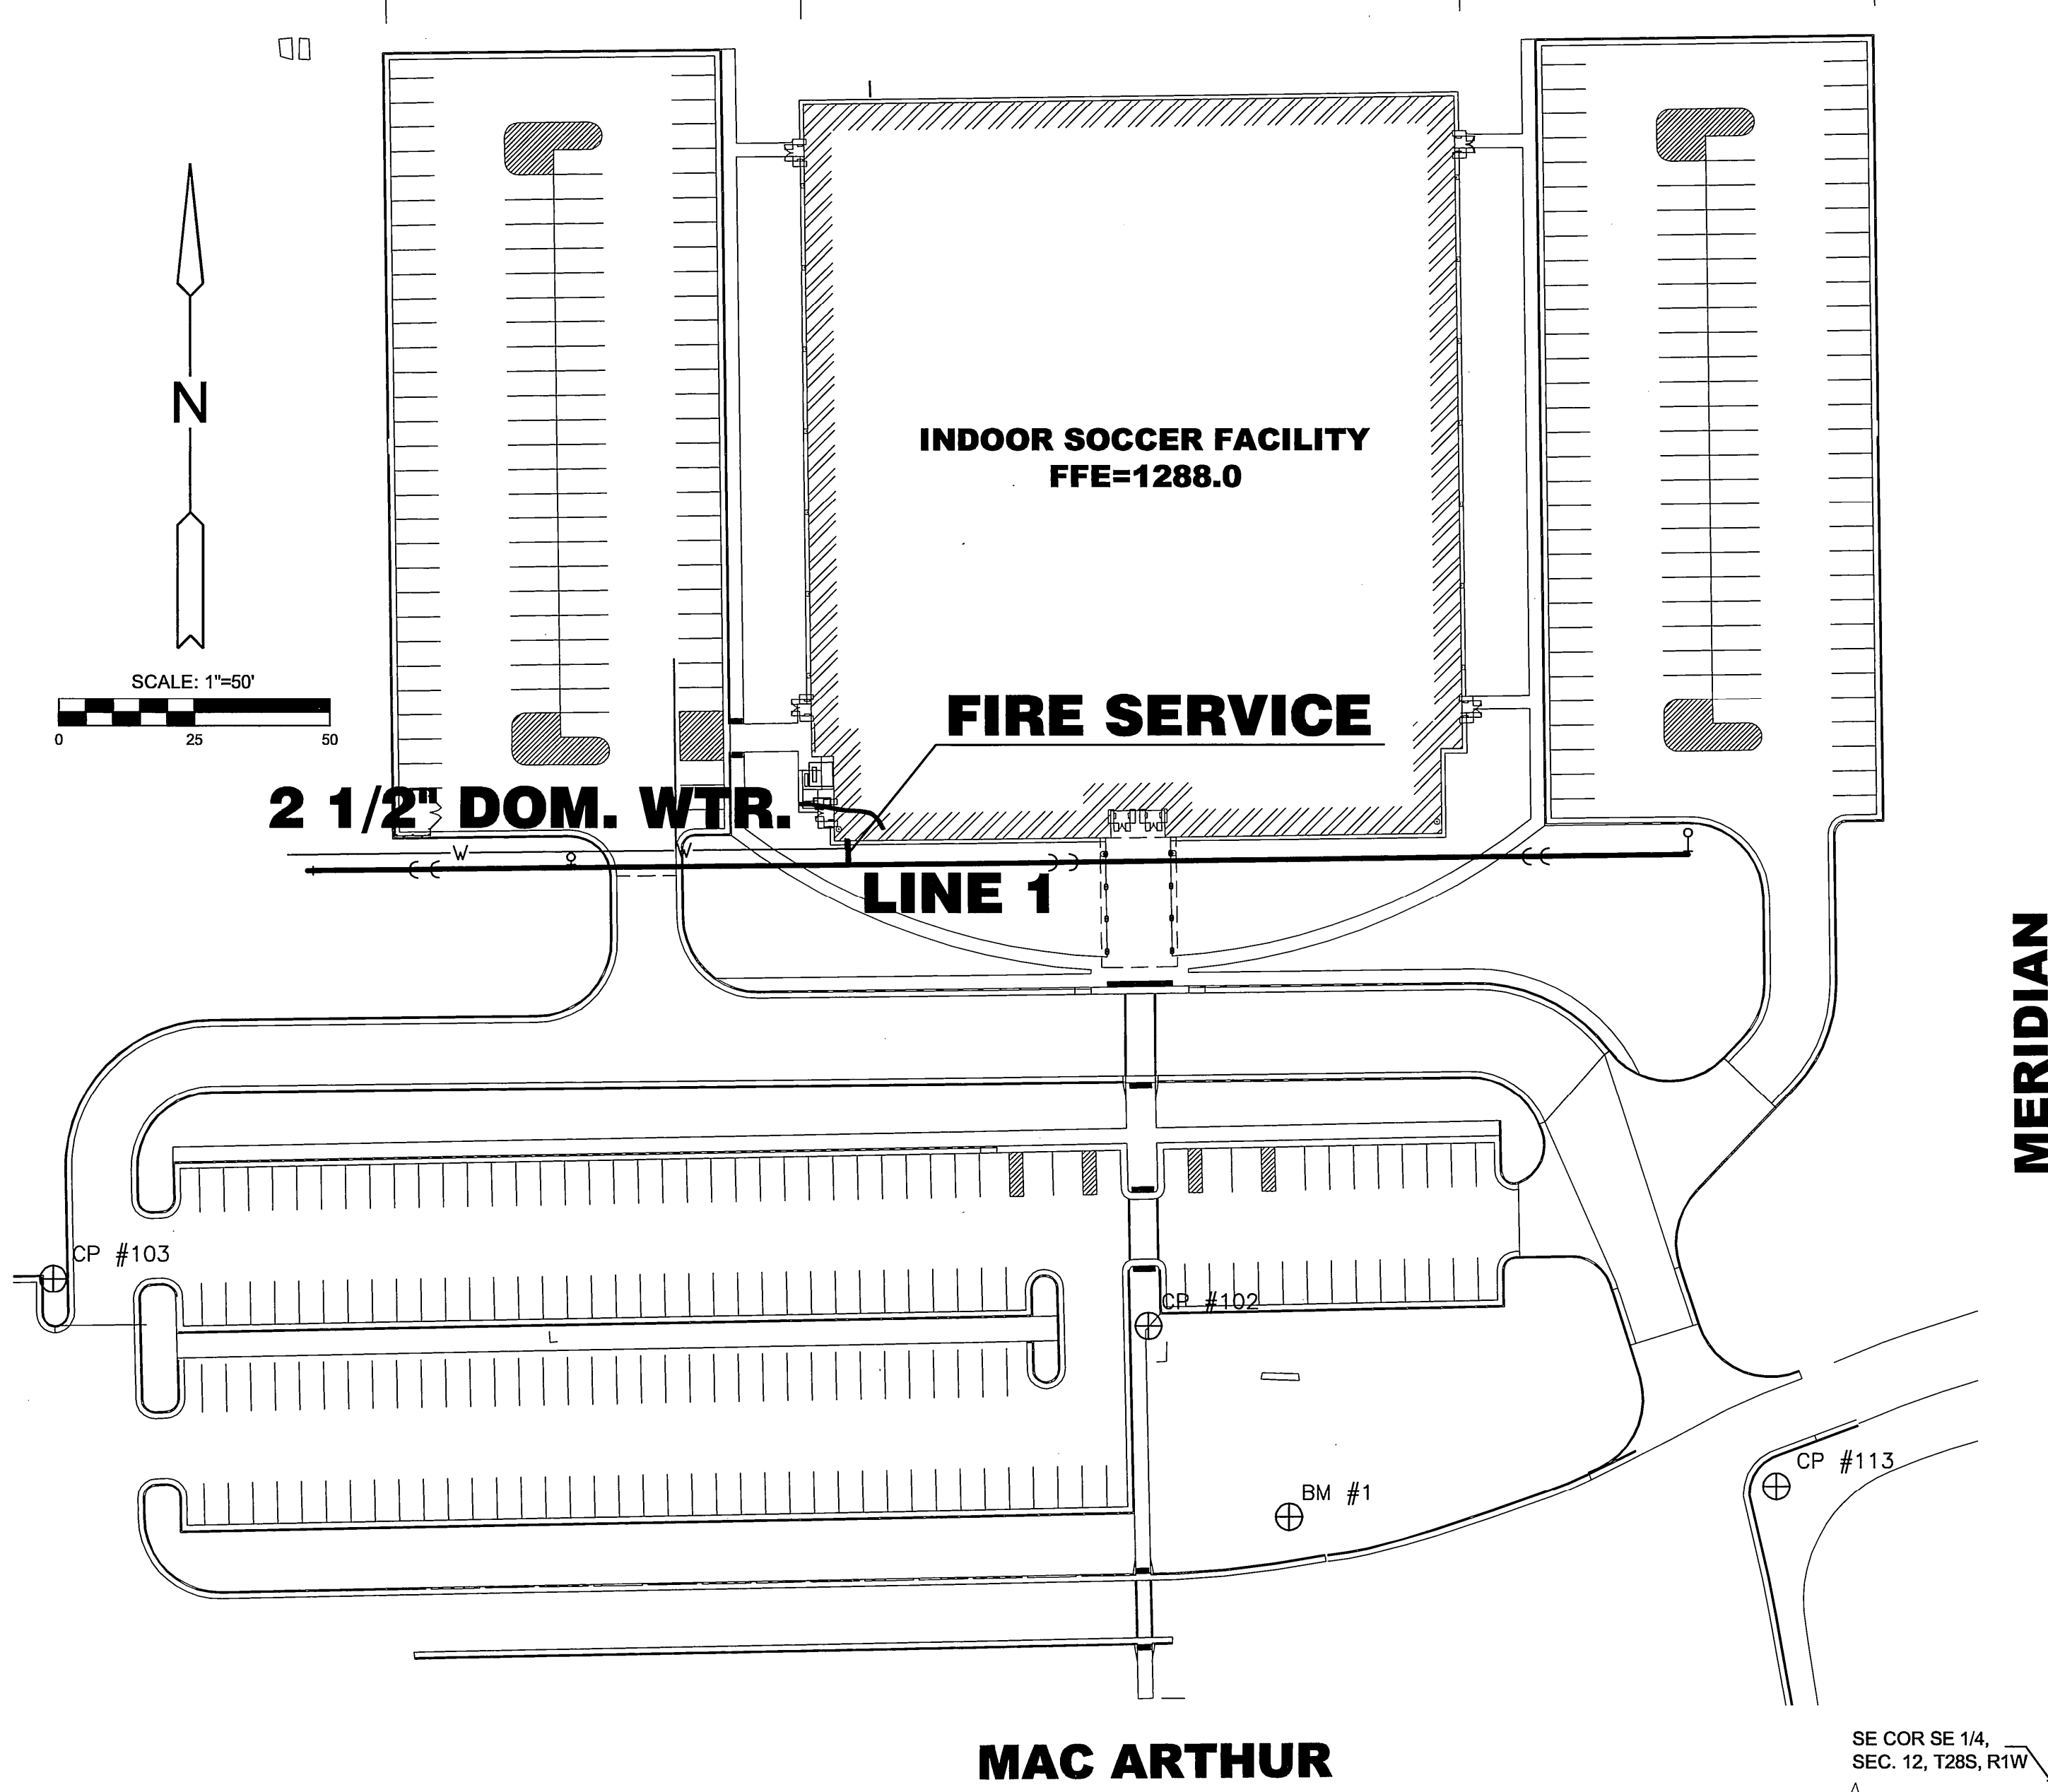 N
SCALE: 1"=50'
0 25 50
INDOOR SOCCER FACILITY
FFE=1288.0
FIRE SERVICE
2 1/2" DOM. WTR.
W W
LINE 1
MERIDIAN
CP #103
CP #102
L
CP #113
BM #1
MAC ARTHUR
SE COR SE 1/4,
SEC. 12, T28S, R1W